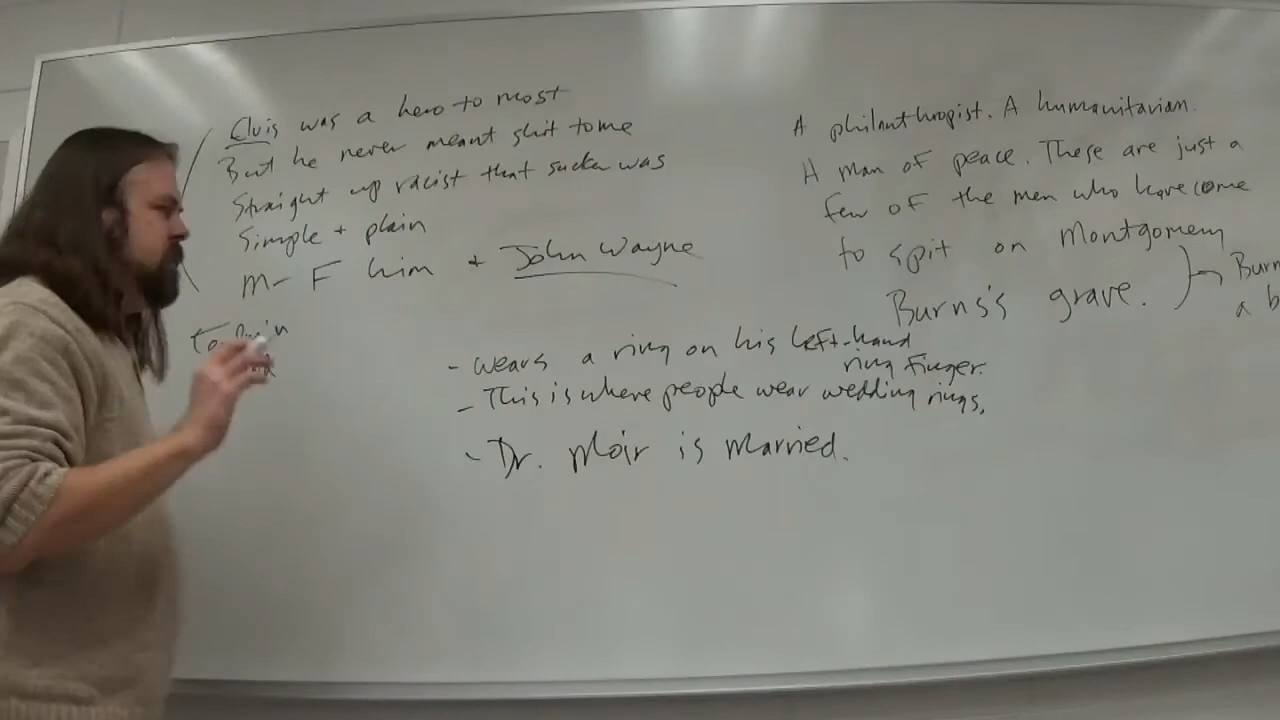 Elvis was a hero to most
But he never meant shit to me
Straight up racist that sucker was
Simple + plain
M-F him + John Wayne
A philanthropist. A humanitarian.
A man of peace. These are just a
few of the men who have come
to spit on Montgomery
Burns's grave.
Burn
a b
- wears a ring on his left-hand
ring finger.
- This is where people wear wedding rings.
- Dr. Moir is married.